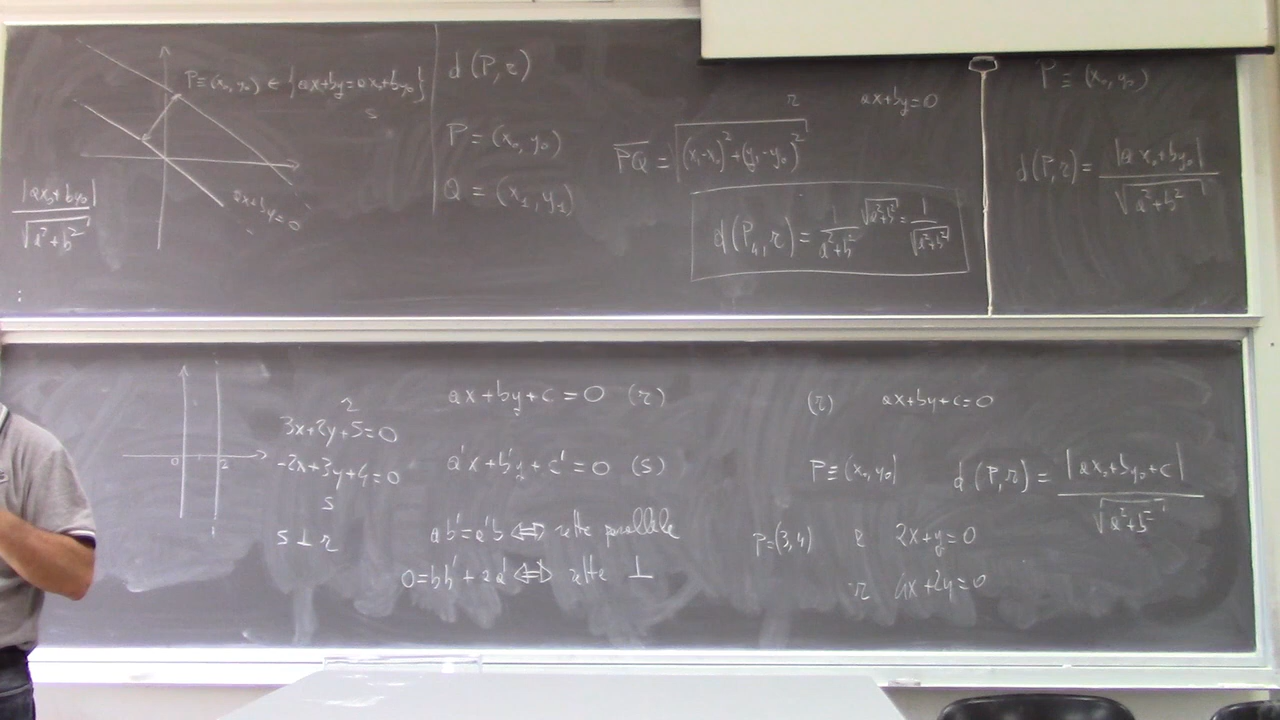 P ≡ (x₀, y₀) ∈ {ax+by=ax₀+by₀}
s
|ax₀+by₀|
√(a²+b²)
ax+by=0
d(P,r)
P = (x₀, y₀)
Q = (x₁, y₁)
r ax+by=0
PQ = √((x₁-x₀)²+(y₁-y₀)²)
d(P₁,r) = 1/(a²+b²) √(a²+b²) = 1/√(a²+b²)
P ≡ (x₀, y₀)
d(P,r) = |ax₀+by₀| / √(a²+b²)
0 2
r
3x+2y+5=0
-2x+3y+4=0
s
s ⊥ r
ax+by+c=0 (r)
a'x+b'y+c'=0 (s)
ab'=a'b ⇔ rette parallele
0=bb'+aa' ⇔ rette ⊥
(r) ax+by+c=0
P ≡ (x₀, y₀) d(P,r) = |ax₀+by₀+c| / √(a²+b²)
P=(3,4) r 2x+y=0
r 4x+2y=0